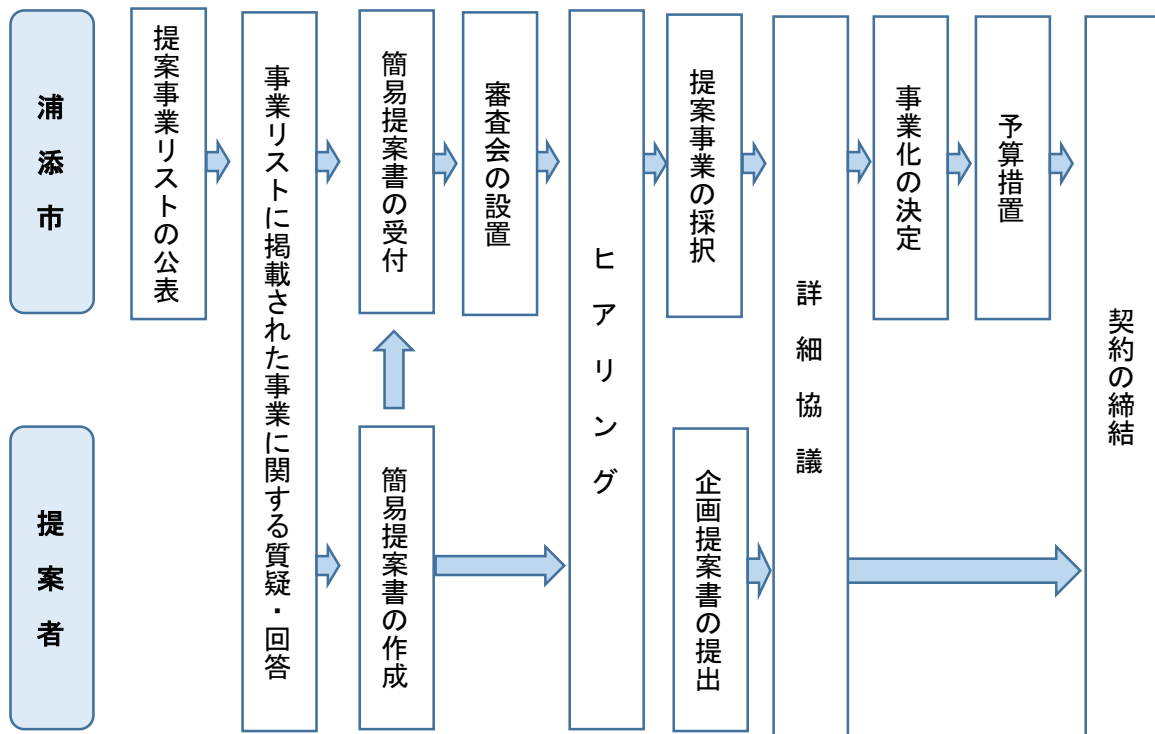 浦添市
提案事業リストの公表
事業リストに掲載された事業に関する質疑・回答
簡易提案書の受付
審査会の設置
ヒアリング
提案事業の採択
詳細協議
事業化の決定
予算措置
契約の締結
提案者
簡易提案書の作成
企画提案書の提出